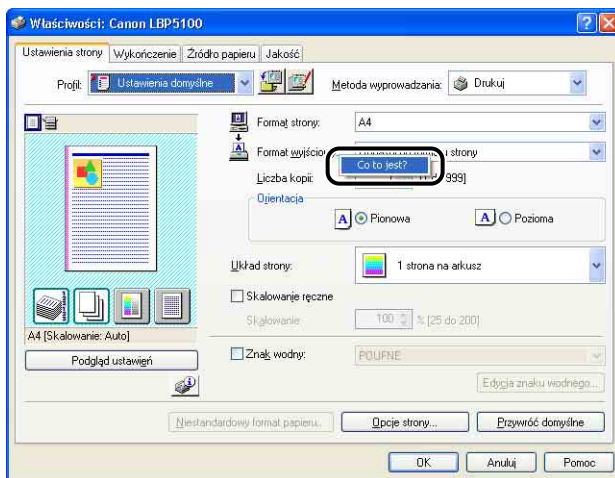 Właściwości: Canon LBP5100
Ustawienia strony Wykończenie Źródło papieru Jakość
Profil: Ustawienia domyślne Metoda wyprowadzania: Drukuj
Format strony: A4
Format wyjścio strony
Co to jest?
Liczba kopii: 999]
Orientacja
A Pionowa A Pozioma
Układ strony: 1 strona na arkusz
Skalowanie ręczne
Skalowanie: 100 % [25 do 200]
A4 [Skalowanie: Auto]
Podgląd ustawień
Znak wodny: POUFNE
Edycja znaku wodnego...
Niestandardowy format papieru... Opcje strony... Przywróć domyślne
OK Anuluj Pomoc